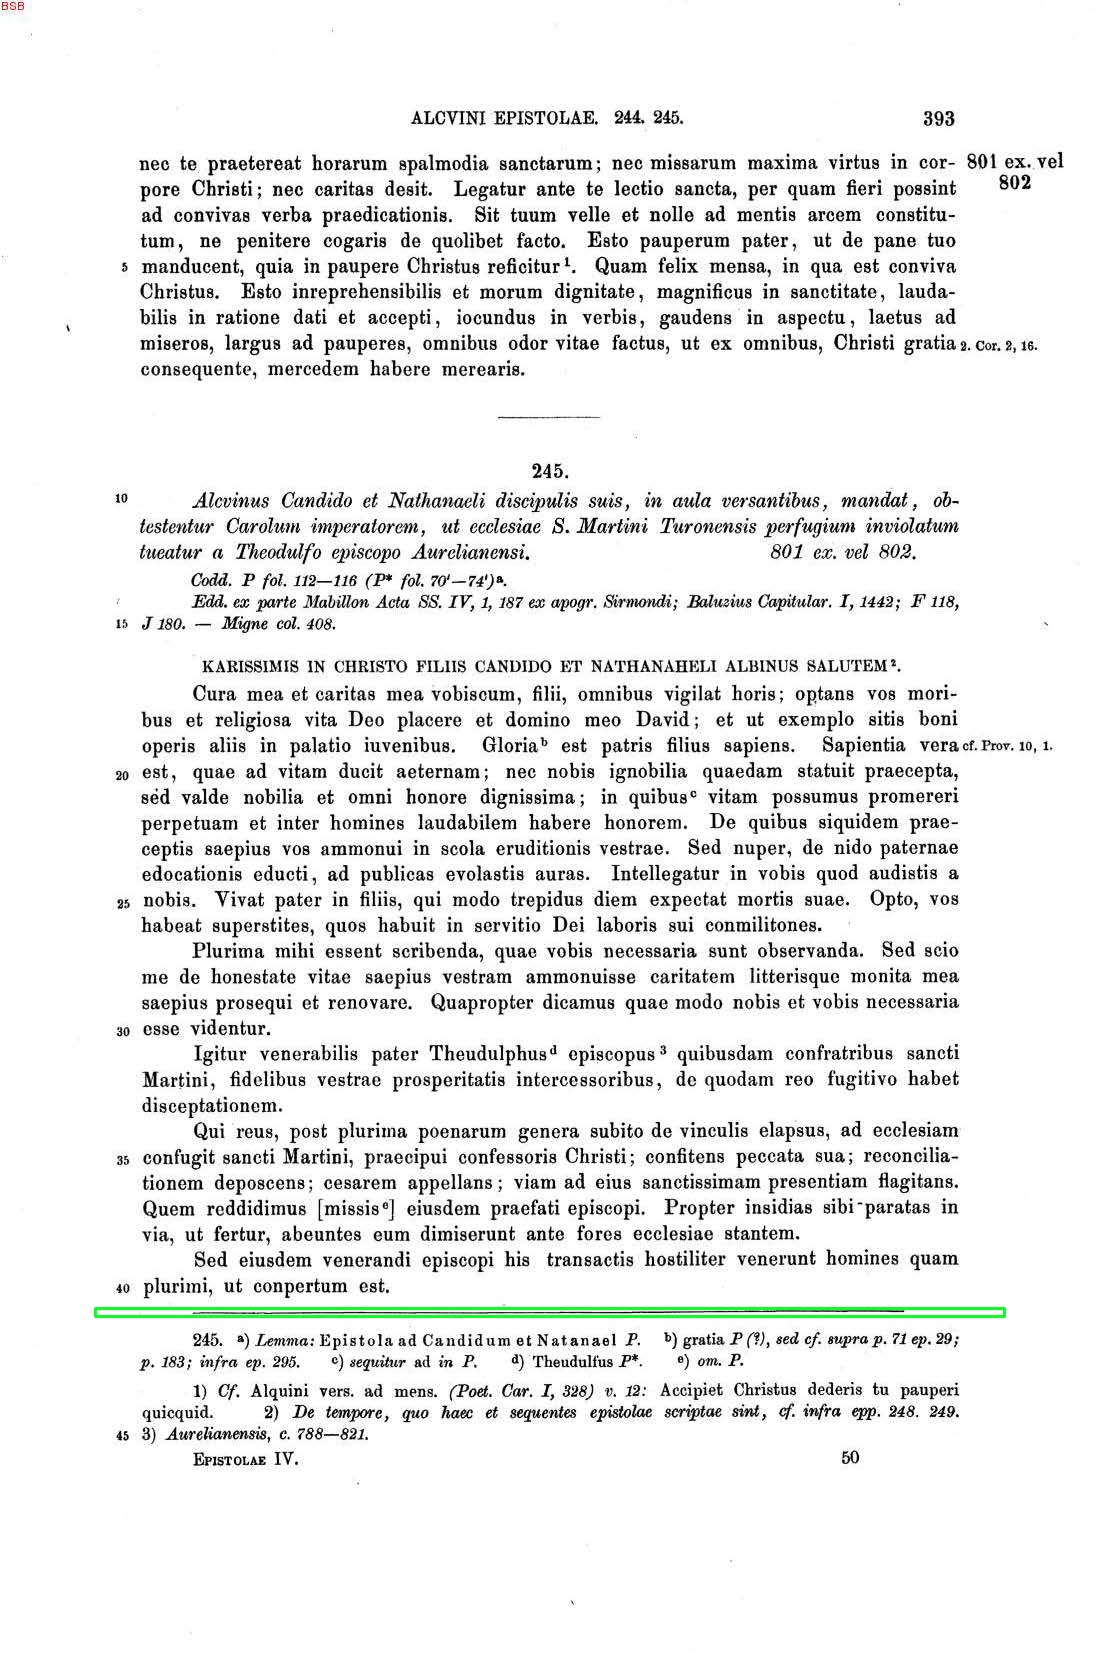 BSB
ALCVINI EPISTOLAE. 244. 245. 393
nec te praetereat horarum spalmodia sanctarum; nec missarum maxima virtus in cor- 801 ex. vel
pore Christi; nec caritas desit. Legatur ante te lectio sancta, per quam fieri possint 802
ad convivas verba praedicationis. Sit tuum velle et nolle ad mentis arcem constitu-
tum, ne penitere cogaris de quolibet facto. Esto pauperum pater, ut de pane tuo
5 manducent, quia in paupere Christus reficitur¹. Quam felix mensa, in qua est conviva
Christus. Esto inreprehensibilis et morum dignitate, magnificus in sanctitate, lauda-
bilis in ratione dati et accepti, iocundus in verbis, gaudens in aspectu, laetus ad
miseros, largus ad pauperes, omnibus odor vitae factus, ut ex omnibus, Christi gratia 2. Cor. 2, 16.
consequente, mercedem habere merearis.
245.
10 Alcvinus Candido et Nathanaeli discipulis suis, in aula versantibus, mandat, ob-
testentur Carolum imperatorem, ut ecclesiae S. Martini Turonensis perfugium inviolatum
tueatur a Theodulfo episcopo Aurelianensi. 801 ex. vel 802.
Codd. P fol. 112—116 (P* fol. 70'—74')ᵃ.
Edd. ex parte Mabillon Acta SS. IV, 1, 187 ex apogr. Sirmondi; Baluzius Capitular. I, 1442; F 118,
15 J 180. — Migne col. 408.
KARISSIMIS IN CHRISTO FILIIS CANDIDO ET NATHANAHELI ALBINUS SALUTEM².
Cura mea et caritas mea vobiscum, filii, omnibus vigilat horis; optans vos mori-
bus et religiosa vita Deo placere et domino meo David; et ut exemplo sitis boni
operis aliis in palatio iuvenibus. Gloriaᵇ est patris filius sapiens. Sapientia vera cf. Prov. 10, 1.
20 est, quae ad vitam ducit aeternam; nec nobis ignobilia quaedam statuit praecepta,
sed valde nobilia et omni honore dignissima; in quibusᶜ vitam possumus promereri
perpetuam et inter homines laudabilem habere honorem. De quibus siquidem prae-
ceptis saepius vos ammonui in scola eruditionis vestrae. Sed nuper, de nido paternae
edocationis educti, ad publicas evolastis auras. Intellegatur in vobis quod audistis a
25 nobis. Vivat pater in filiis, qui modo trepidus diem expectat mortis suae. Opto, vos
habeat superstites, quos habuit in servitio Dei laboris sui conmilitones.
Plurima mihi essent scribenda, quae vobis necessaria sunt observanda. Sed scio
me de honestate vitae saepius vestram ammonuisse caritatem litterisque monita mea
saepius prosequi et renovare. Quapropter dicamus quae modo nobis et vobis necessaria
30 esse videntur.
Igitur venerabilis pater Theudulphusᵈ episcopus³ quibusdam confratribus sancti
Martini, fidelibus vestrae prosperitatis intercessoribus, de quodam reo fugitivo habet
disceptationem.
Qui reus, post plurima poenarum genera subito de vinculis elapsus, ad ecclesiam
35 confugit sancti Martini, praecipui confessoris Christi; confitens peccata sua; reconcilia-
tionem deposcens; cesarem appellans; viam ad eius sanctissimam presentiam flagitans.
Quem reddidimus [missisᵉ] eiusdem praefati episcopi. Propter insidias sibi paratas in
via, ut fertur, abeuntes eum dimiserunt ante fores ecclesiae stantem.
Sed eiusdem venerandi episcopi his transactis hostiliter venerunt homines quam
40 plurimi, ut conpertum est.
245. ᵃ) Lemma: Epistola ad Candidum et Natanael P. ᵇ) gratia P (?), sed cf. supra p. 71 ep. 29;
p. 183; infra ep. 295. ᶜ) sequitur ad in P. ᵈ) Theudulfus P*. ᵉ) om. P.
1) Cf. Alquini vers. ad mens. (Poet. Car. I, 328) v. 12: Accipiet Christus dederis tu pauperi
quicquid. 2) De tempore, quo haec et sequentes epistolae scriptae sint, cf. infra epp. 248. 249.
45 3) Aurelianensis, c. 788—821.
EPISTOLAE IV. 50